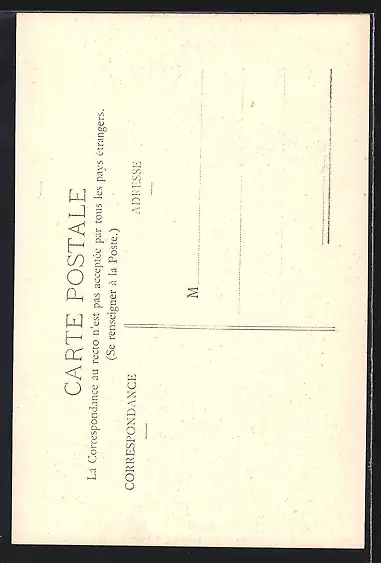 CARTE POSTALE
La Correspondance au recto n'est pas acceptée par tous les pays étrangers.
(Se renseigner à la Poste.)
CORRESPONDANCE
ADRESSE
M